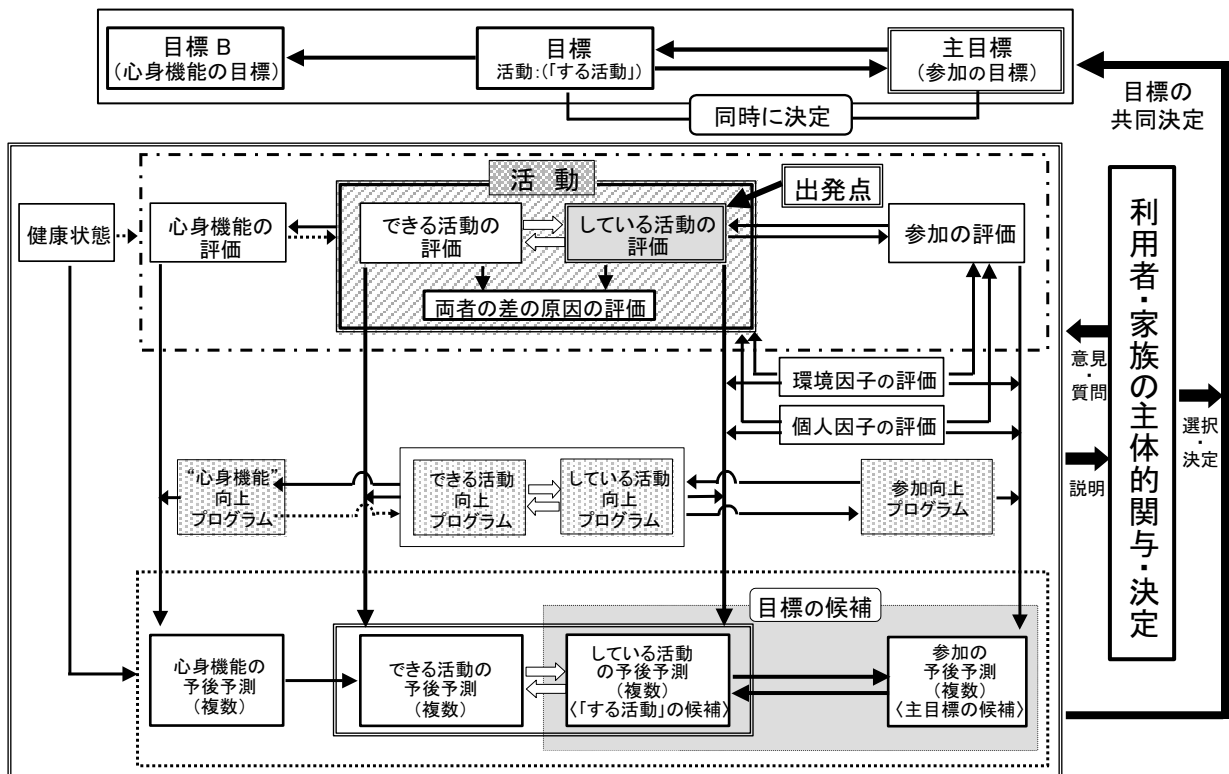 目標 B
(心身機能の目標)
目標
活動:(「する活動」)
主目標
(参加の目標)
同時に決定
目標の
共同決定
活 動
出発点
健康状態
心身機能の
評価
できる活動の
評価
している活動の
評価
参加の評価
両者の差の原因の評価
環境因子の評価
個人因子の評価
意見・質問
説明
利用者・家族の主体的関与・決定
選択・決定
“心身機能”
向上
プログラム
できる活動
向上
プログラム
している活動
向上
プログラム
参加向上
プログラム
目標の候補
心身機能の
予後予測
(複数)
できる活動の
予後予測
(複数)
している活動
の予後予測
(複数)
〈「する活動」の候補〉
参加の
予後予測
(複数)
〈主目標の候補〉